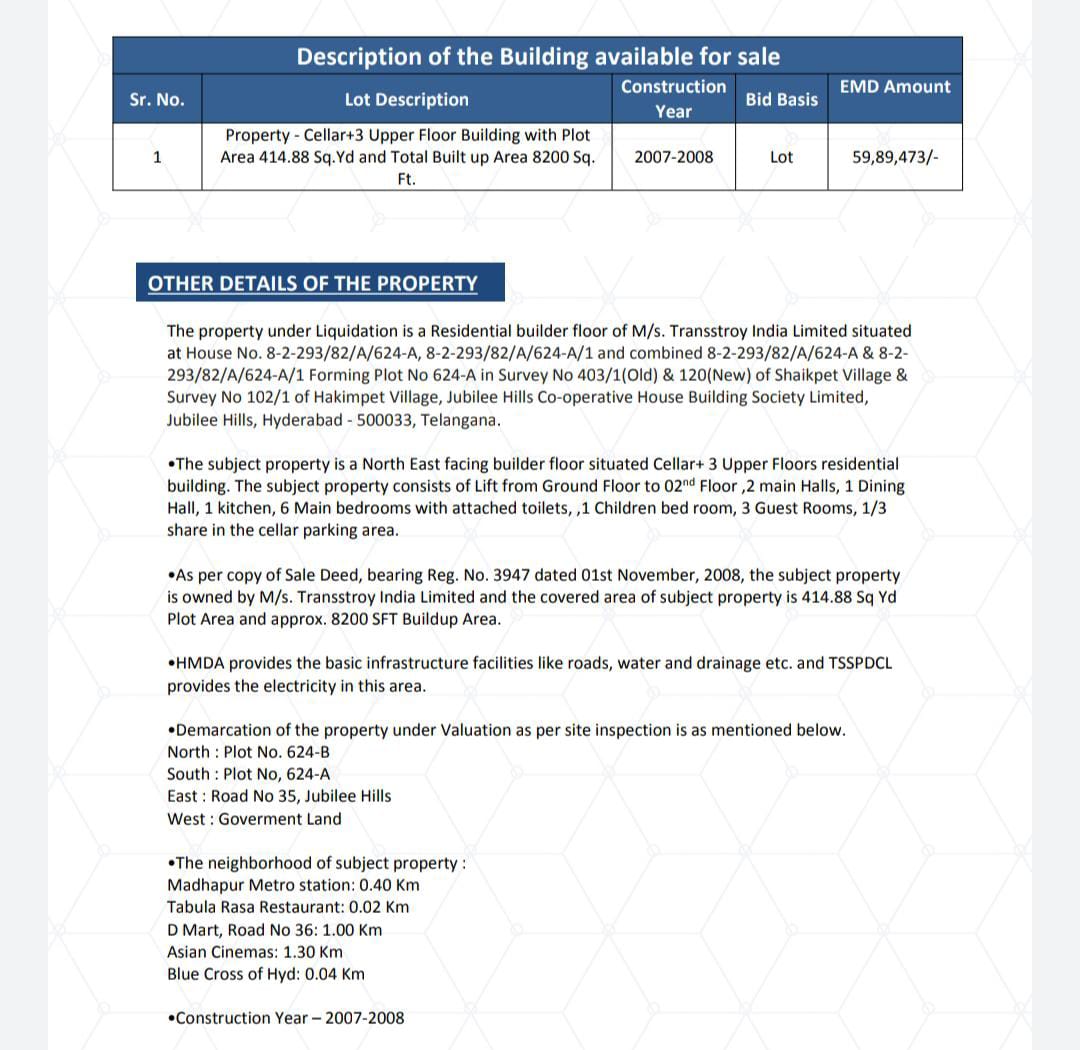 Description of the Building available for sale
Sr. No.
Lot Description
Construction
Year
Bid Basis
EMD Amount
1
Property - Cellar+3 Upper Floor Building with Plot
Area 414.88 Sq.Yd and Total Built up Area 8200 Sq.
Ft.
2007-2008
Lot
59,89,473/-
OTHER DETAILS OF THE PROPERTY
The property under Liquidation is a Residential builder floor of M/s. Transstroy India Limited situated
at House No. 8-2-293/82/A/624-A, 8-2-293/82/A/624-A/1 and combined 8-2-293/82/A/624-A & 8-2-
293/82/A/624-A/1 Forming Plot No 624-A in Survey No 403/1(Old) & 120(New) of Shaikpet Village &
Survey No 102/1 of Hakimpet Village, Jubilee Hills Co-operative House Building Society Limited,
Jubilee Hills, Hyderabad - 500033, Telangana.
•The subject property is a North East facing builder floor situated Cellar+ 3 Upper Floors residential
building. The subject property consists of Lift from Ground Floor to 02nd Floor ,2 main Halls, 1 Dining
Hall, 1 kitchen, 6 Main bedrooms with attached toilets, ,1 Children bed room, 3 Guest Rooms, 1/3
share in the cellar parking area.
•As per copy of Sale Deed, bearing Reg. No. 3947 dated 01st November, 2008, the subject property
is owned by M/s. Transstroy India Limited and the covered area of subject property is 414.88 Sq Yd
Plot Area and approx. 8200 SFT Buildup Area.
•HMDA provides the basic infrastructure facilities like roads, water and drainage etc. and TSSPDCL
provides the electricity in this area.
•Demarcation of the property under Valuation as per site inspection is as mentioned below.
North : Plot No. 624-B
South : Plot No, 624-A
East : Road No 35, Jubilee Hills
West : Goverment Land
•The neighborhood of subject property :
Madhapur Metro station: 0.40 Km
Tabula Rasa Restaurant: 0.02 Km
D Mart, Road No 36: 1.00 Km
Asian Cinemas: 1.30 Km
Blue Cross of Hyd: 0.04 Km
•Construction Year – 2007-2008